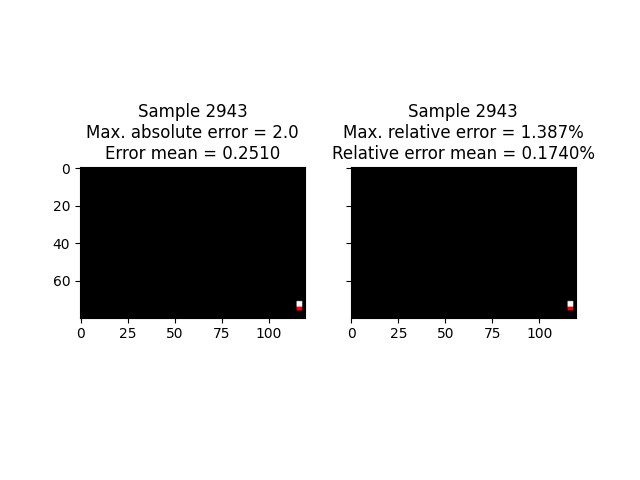 Sample 2943
Max. absolute error = 2.0
Error mean = 0.2510
Sample 2943
Max. relative error = 1.387%
Relative error mean = 0.1740%
0
20
40
60
0 25 50 75 100
0 25 50 75 100